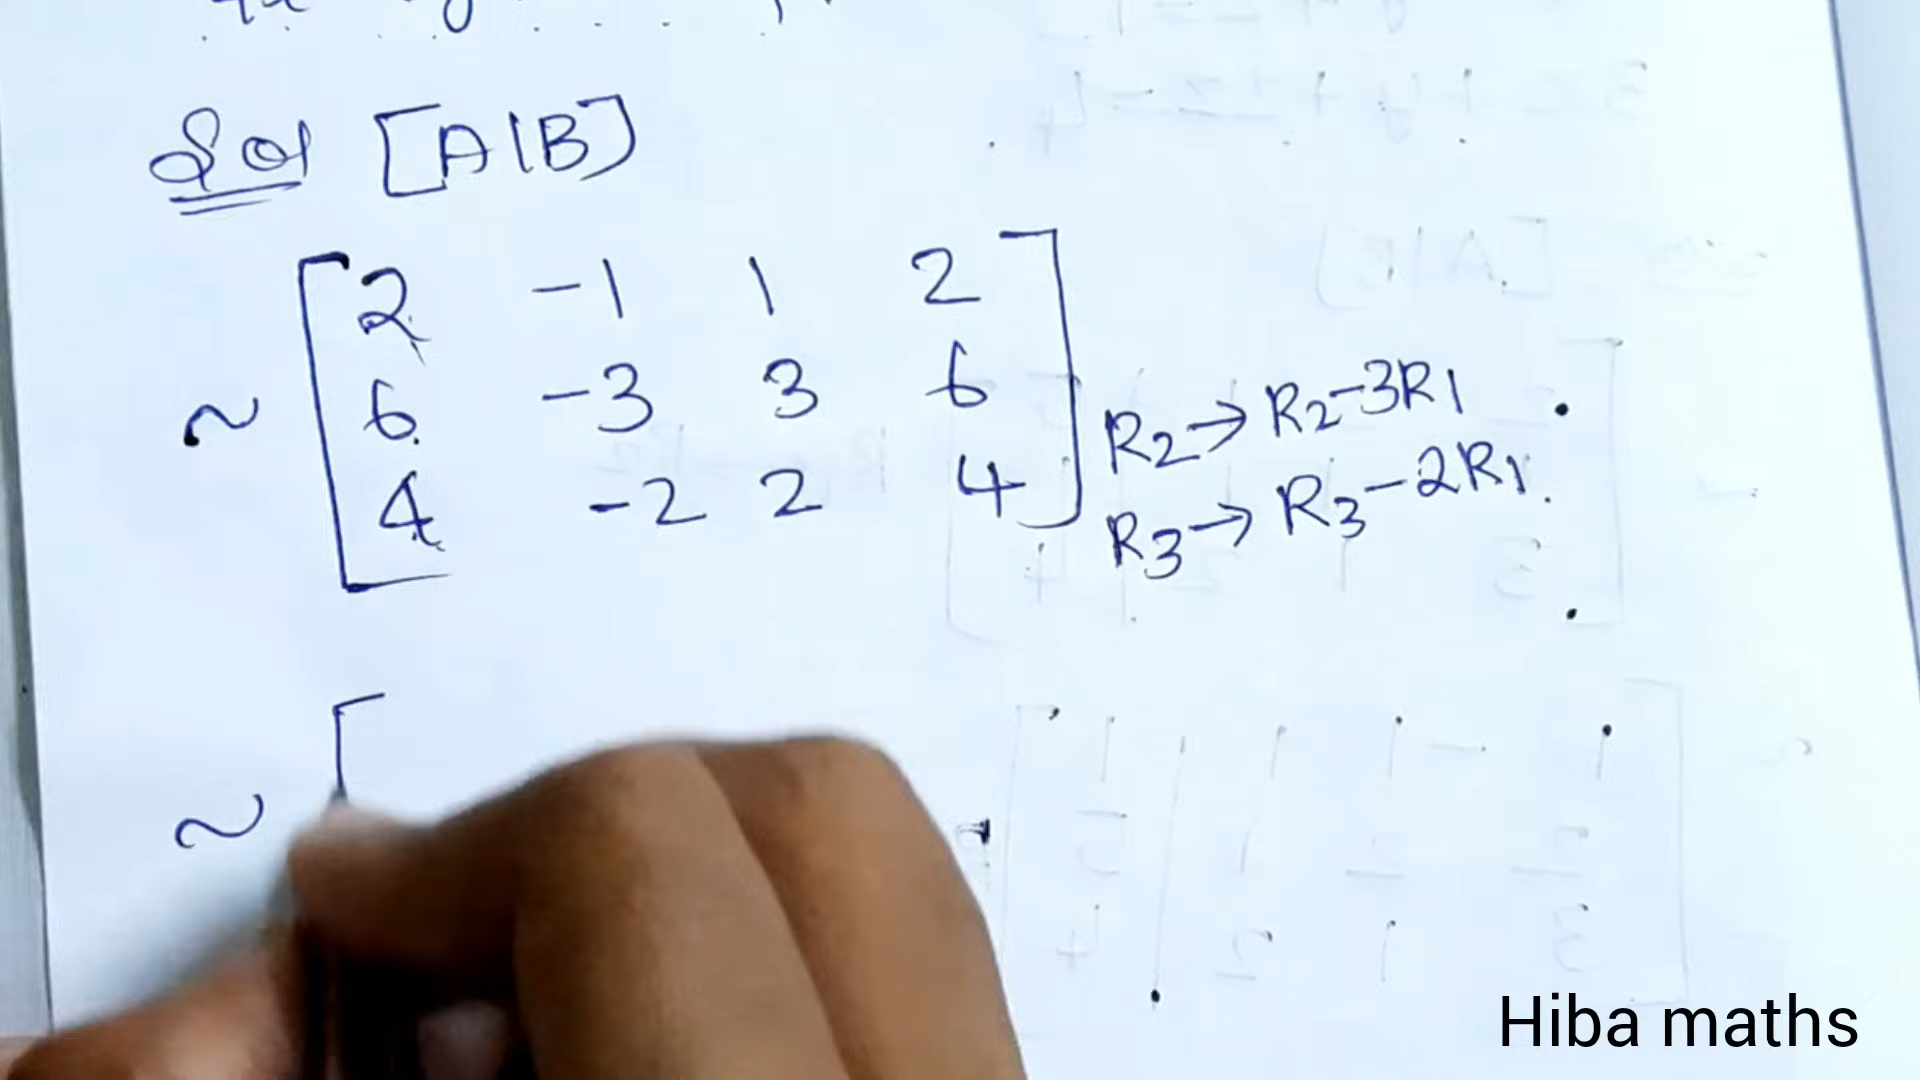 Sol [A|B]
~ [2 -1 1 2
6 -3 3 6
4 -2 2 4]
R2→R2-3R1
R3→R3-2R1.
~ [
Hiba maths